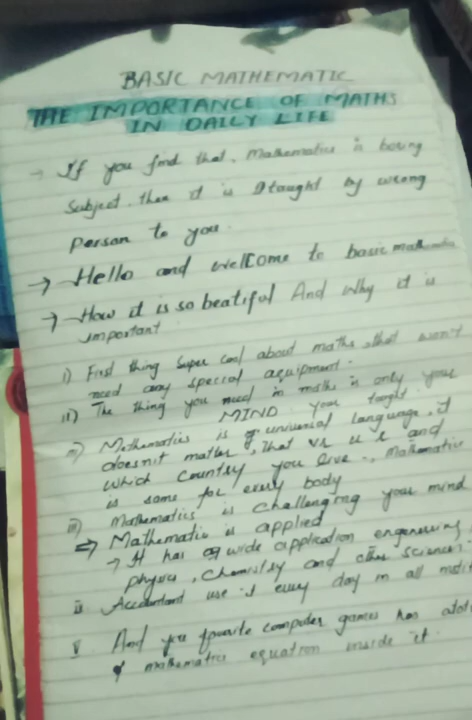 BASIC MATHEMATIC
THE IMPORTANCE OF MATHS
IN DAILY LIFE
→ If you find that, Mathematics is boring
subject. then it is taught by wrong
person to you.
→ Hello and wellcome to basic mathematic
→ How it is so beatiful And Why it is
important
i) First thing super cool about maths that won't
need any special aquipment.
ii) The thing you need in maths is only your
MIND your taught.
Mathematics is universal language, it
doesn't matter, that and
which country you live., Mathematic
is same for every body
iii) Mathematics is challenging your mind
⇒ Mathematic is applied
→ It has wide application engenering,
physics, chemistry and other sciences.
ii Accountant use it every day in all
v And you favorite computer games has
of mathematics equation inside it.